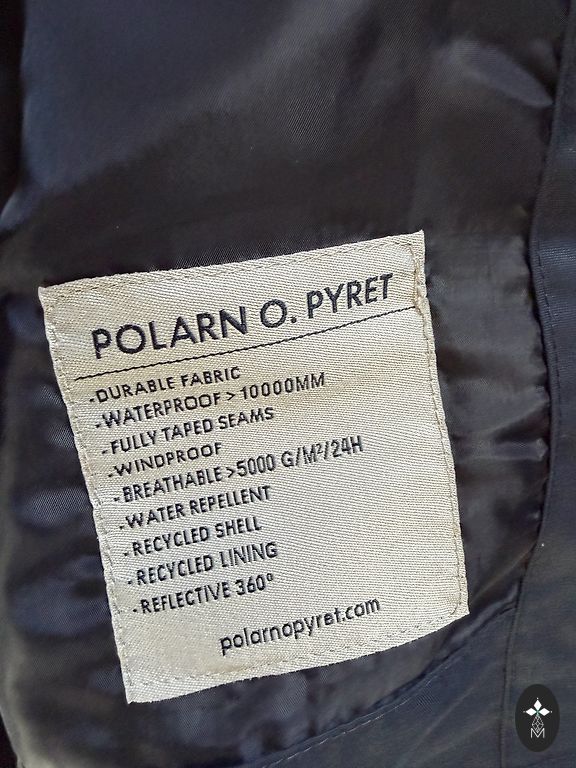 POLARN O. PYRET
-DURABLE FABRIC
-WATERPROOF > 10000MM
-FULLY TAPED SEAMS
-WINDPROOF
-BREATHABLE >5000 G/M²/24H
-WATER REPELLENT
-RECYCLED SHELL
-RECYCLED LINING
-REFLECTIVE 360°
polarnopyret.com
M